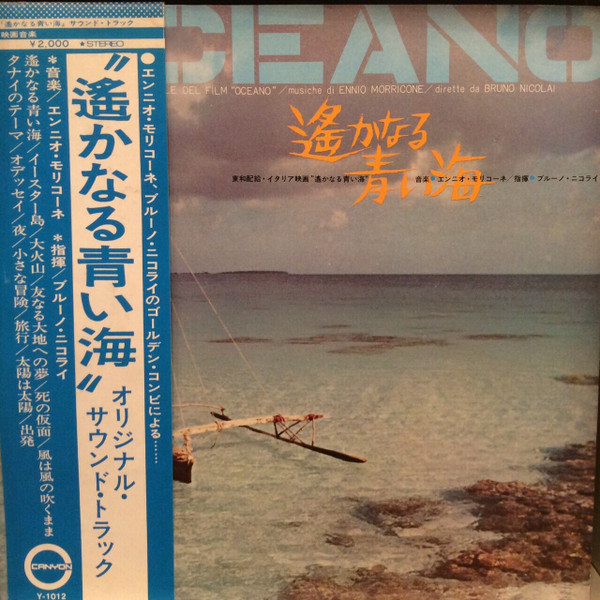 「遥かなる青い海」サウンド・トラック
映画音楽
¥2,000 ★STEREO
●エンニオ・モリコーネ、ブルーノ・ニコライのゴールデン・コンビによる……
"遙かなる青い海"
オリジナル・
サウンド・トラック
*音楽/エンニオ・モリコーネ *指揮/ブルーノ・ニコライ
遙かなる青い海/イースター島/大火山/友なる大地への夢/死の仮面/風は風の吹くまま
タナイのテーマ/オデッセイ/夜/小さな冒険/旅行/太陽は太陽/出発
CANYON
Y-1012
CEANO
LE DEL FILM "OCEANO"/musiche di ENNIO MORRICONE/dirette da BRUNO NICOLAI
遙かなる
青い海
東和配給・イタリア映画"遙かなる青い海" 音楽●エンニオ・モリコーネ/指揮●ブルーノ・ニコライ